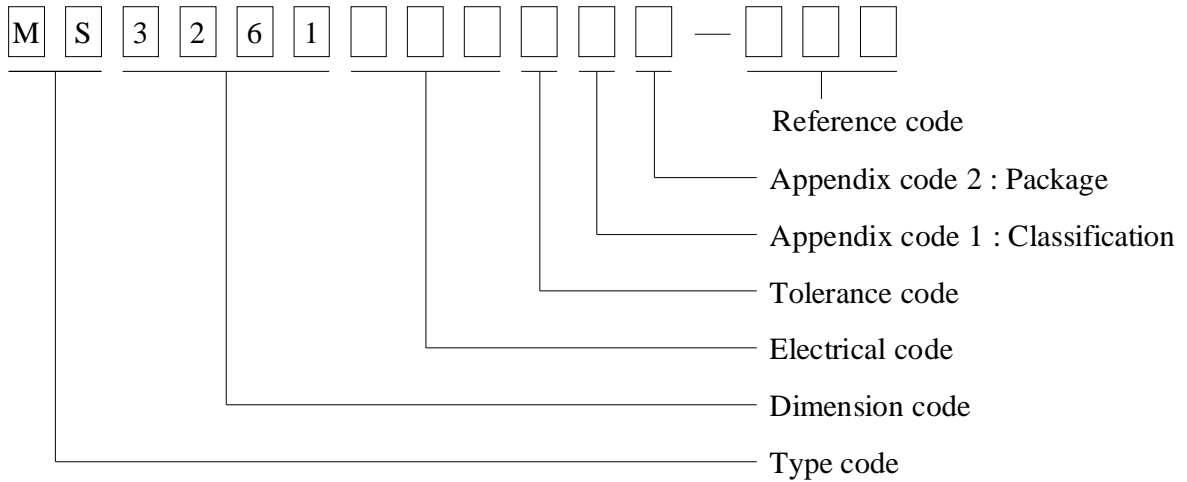 M S 3 2 6 1 —
Reference code
Appendix code 2 : Package
Appendix code 1 : Classification
Tolerance code
Electrical code
Dimension code
Type code